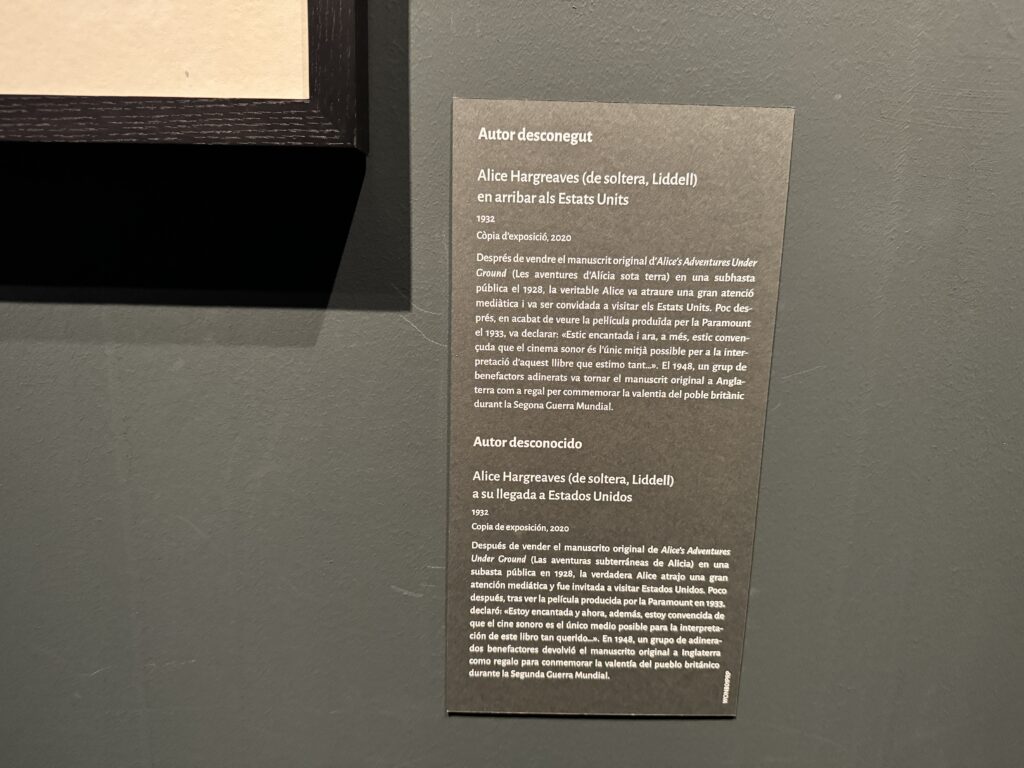 Autor desconegut
Alice Hargreaves (de soltera, Liddell)
en arribar als Estats Units
1932
Còpia d'exposició, 2020
Després de vendre el manuscrit original d'Alice's Adventures Under
Ground (Les aventures d'Alícia sota terra) en una subhasta
pública el 1928, la veritable Alice va atraure una gran atenció
mediàtica i va ser convidada a visitar els Estats Units. Poc des-
prés, en acabat de veure la pel·lícula produïda per la Paramount
el 1933, va declarar: «Estic encantada i ara, a més, estic conven-
çuda que el cinema sonor és l'únic mitjà possible per a la inter-
pretació d'aquest llibre que estimo tant...». El 1948, un grup de
benefactors adinerats va tornar el manuscrit original a Angla-
terra com a regal per commemorar la valentia del poble britànic
durant la Segona Guerra Mundial.
Autor desconocido
Alice Hargreaves (de soltera, Liddell)
a su llegada a Estados Unidos
1932
Copia de exposición, 2020
Después de vender el manuscrito original de Alice's Adventures
Under Ground (Las aventuras subterráneas de Alicia) en una
subasta pública en 1928, la verdadera Alice atrajo una gran
atención mediática y fue invitada a visitar Estados Unidos. Poco
después, tras ver la película producida por la Paramount en 1933,
declaró: «Estoy encantada y ahora, además, estoy convencida de
que el cine sonoro es el único medio posible para la interpreta-
ción de este libro tan querido...». En 1948, un grupo de adinera-
dos benefactores devolvió el manuscrito original a Inglaterra
como regalo para conmemorar la valentía del pueblo británico
durante la Segunda Guerra Mundial.